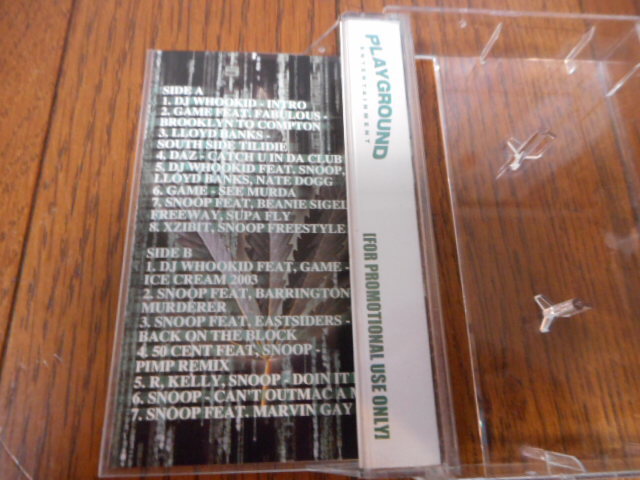 SIDE A
1. DJ WHOOKID - INTRO
2. GAME FEAT. FABULOUS -
BROOKLYN TO COMPTON
3. LLOYD BANKS -
SOUTH SIDE TILIDIE
4. DAZ - CATCH U IN DA CLUB
5. DJ WHOOKID FEAT. SNOOP,
LLOYD BANKS, NATE DOGG
6. GAME - SEE MURDA
7. SNOOP FEAT, BEANIE SIGEL
FREEWAY, SUPA FLY
8. XZIBIT, SNOOP FREESTYLE
SIDE B
1. DJ WHOOKID FEAT, GAME -
ICE CREAM 2003
2. SNOOP FEAT, BARRINGTON
MURDERER
3. SNOOP FEAT, EASTSIDERS -
BACK ON THE BLOCK
4. 50 CENT FEAT, SNOOP -
PIMP REMIX
5. R, KELLY, SNOOP - DOIN IT
6. SNOOP - CAN'T OUTMAC A
7. SNOOP FEAT. MARVIN GAY
PLAYGROUND
ENTERTAINMENT
[FOR PROMOTIONAL USE ONLY]